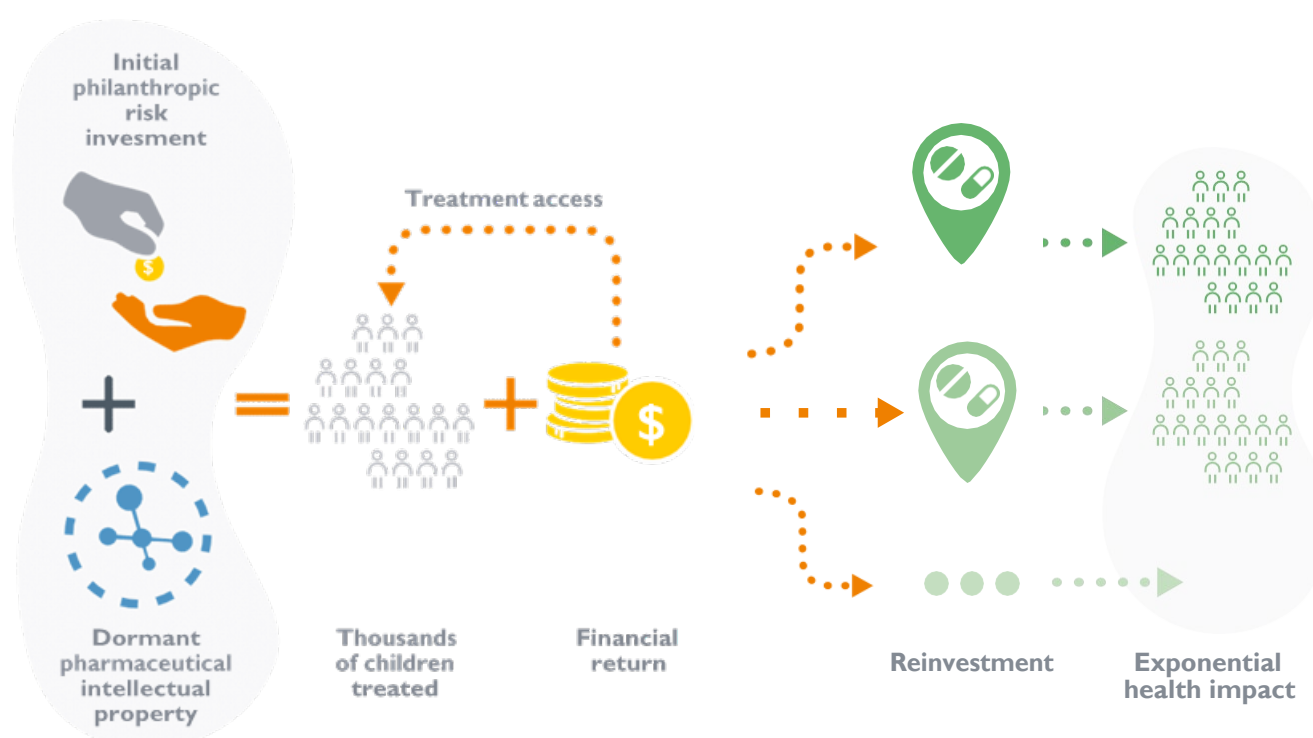 Initial
philanthropic
risk
invesment
$
Treatment access
$
Dormant
pharmaceutical
intellectual
property
Thousands
of children
treated
Financial
return
Reinvestment
Exponential
health impact